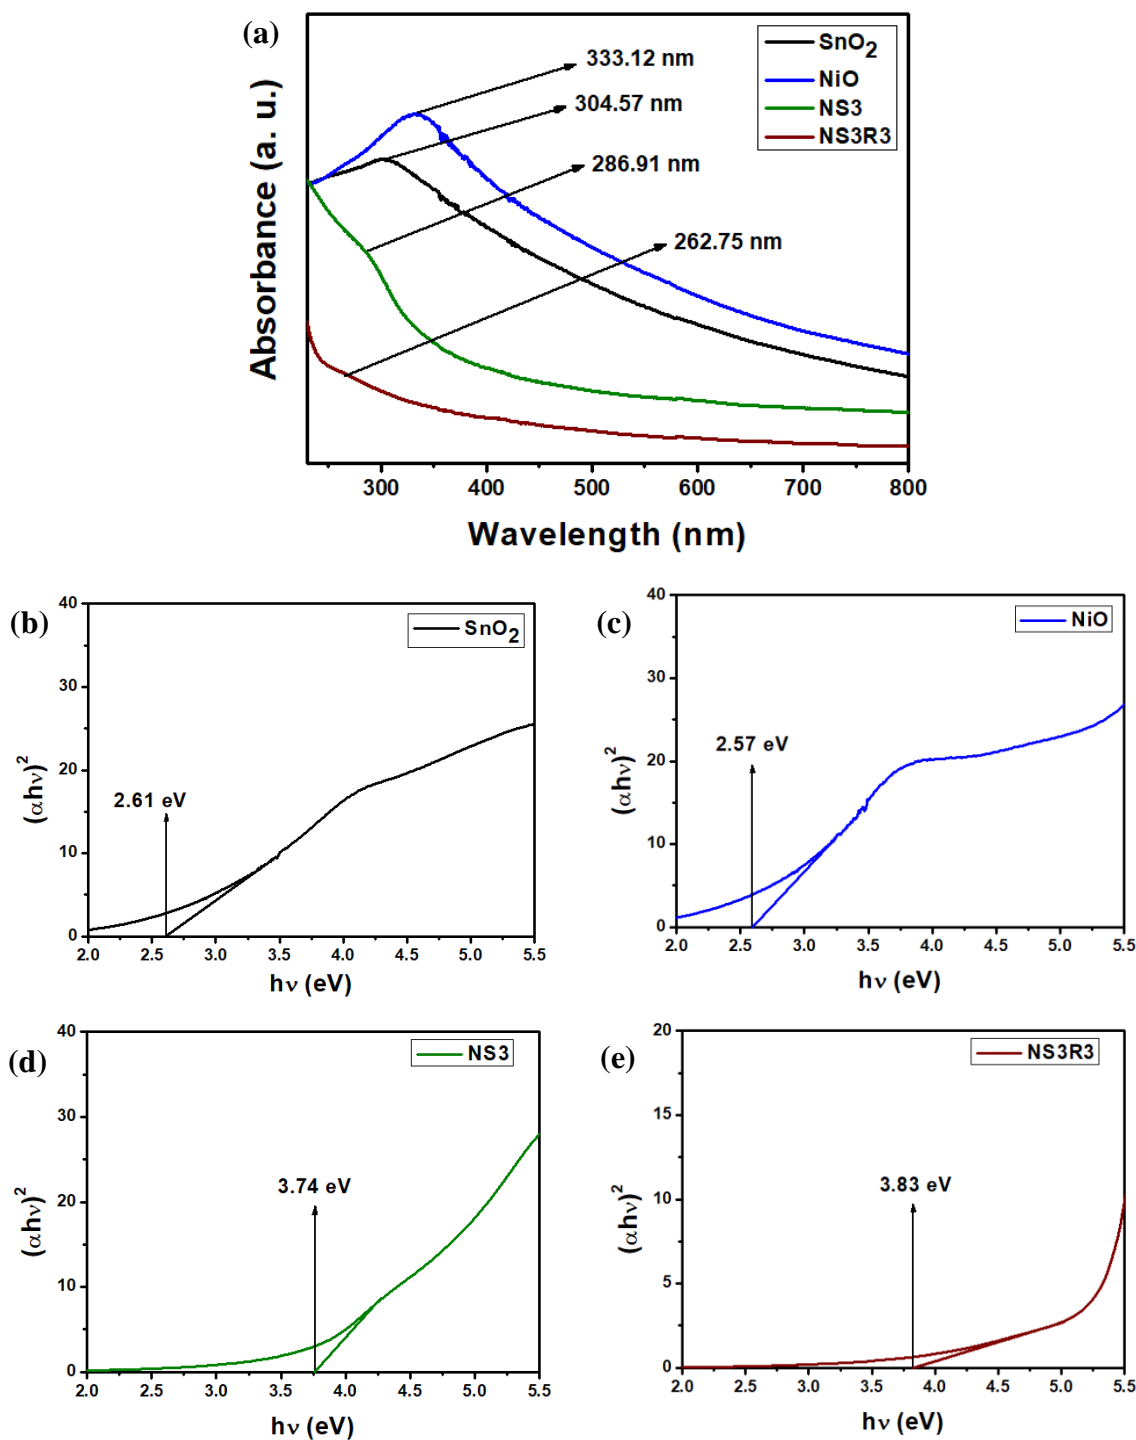 (a)
333.12 nm
304.57 nm
286.91 nm
262.75 nm
SnO2
NiO
NS3
NS3R3
Absorbance (a. u.)
300 400 500 600 700 800
Wavelength (nm)
(b)
SnO2
2.61 eV
(αhν)2
40
30
20
10
0
2.0 2.5 3.0 3.5 4.0 4.5 5.0 5.5
hν (eV)
(c)
NiO
2.57 eV
(αhν)2
40
30
20
10
0
2.0 2.5 3.0 3.5 4.0 4.5 5.0 5.5
hν (eV)
(d)
NS3
3.74 eV
(αhν)2
40
30
20
10
0
2.0 2.5 3.0 3.5 4.0 4.5 5.0 5.5
hν (eV)
(e)
NS3R3
3.83 eV
(αhν)2
20
15
10
5
0
2.0 2.5 3.0 3.5 4.0 4.5 5.0 5.5
hν (eV)